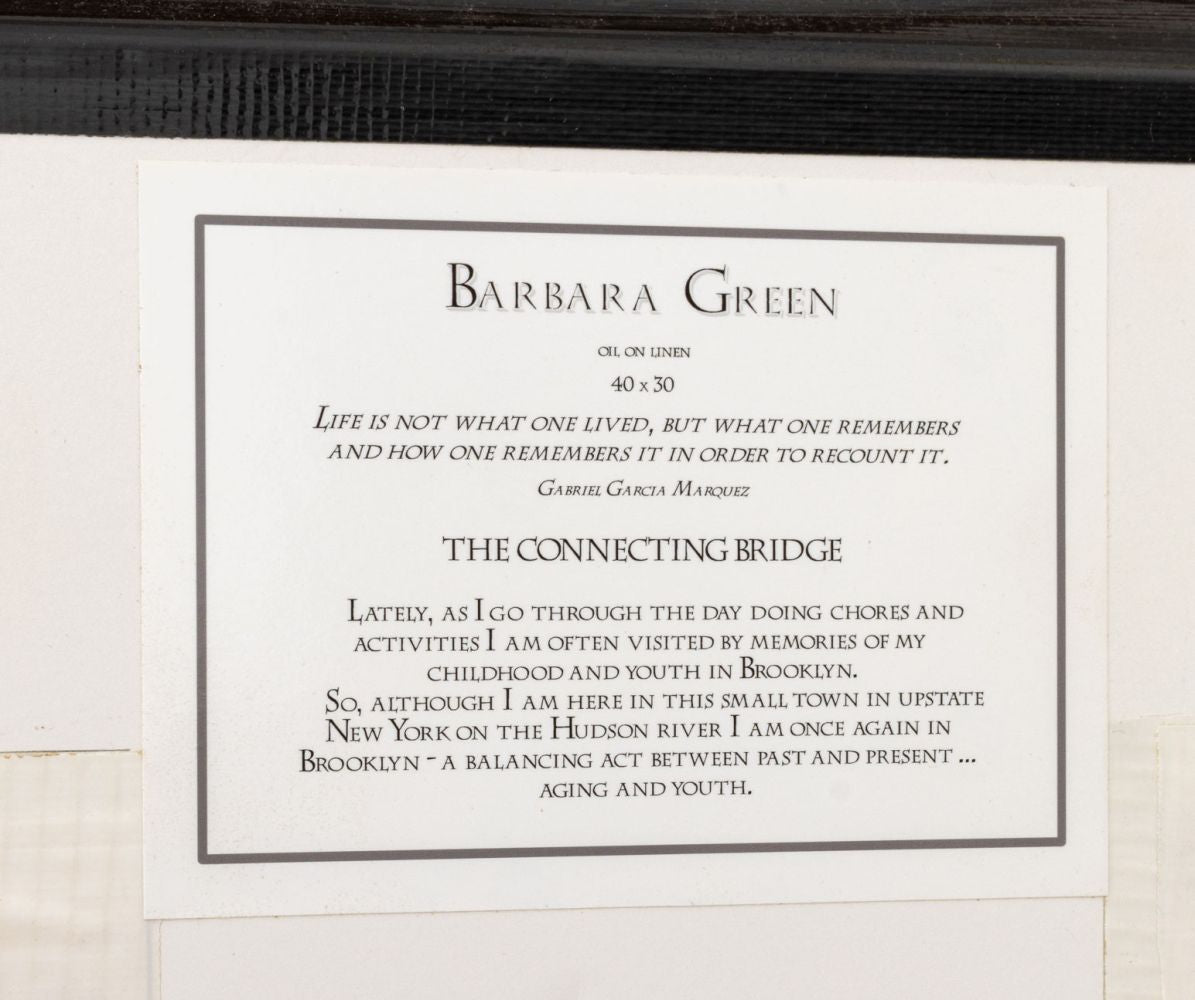 BARBARA GREEN
OIL ON LINEN
40 x 30
LIFE IS NOT WHAT ONE LIVED, BUT WHAT ONE REMEMBERS
AND HOW ONE REMEMBERS IT IN ORDER TO RECOUNT IT.
GABRIEL GARCIA MARQUEZ
THE CONNECTING BRIDGE
LATELY, AS I GO THROUGH THE DAY DOING CHORES AND
ACTIVITIES I AM OFTEN VISITED BY MEMORIES OF MY
CHILDHOOD AND YOUTH IN BROOKLYN.
SO, ALTHOUGH I AM HERE IN THIS SMALL TOWN IN UPSTATE
NEW YORK ON THE HUDSON RIVER I AM ONCE AGAIN IN
BROOKLYN - A BALANCING ACT BETWEEN PAST AND PRESENT ...
AGING AND YOUTH.